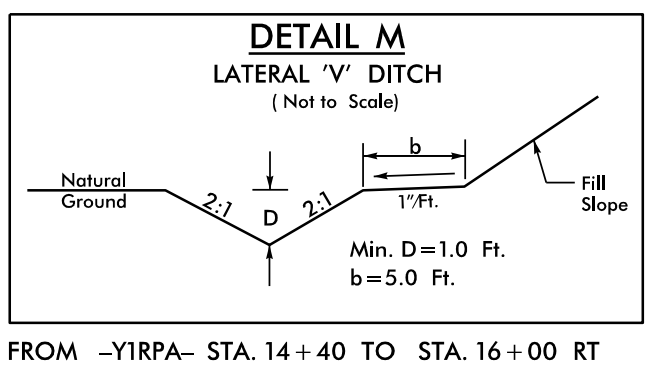 DETAIL M
LATERAL 'V' DITCH
( Not to Scale)
b
Natural
Ground
2:1
D
2:1
1"/Ft.
Fill
Slope
Min. D=1.0 Ft.
b=5.0 Ft.
FROM -Y1RPA- STA. 14+40 TO STA. 16+00 RT